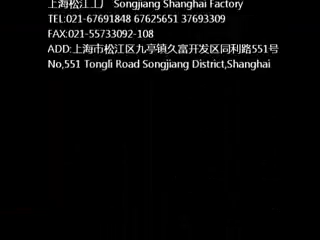 上海松江工厂 Songjiang Shanghai Factory
TEL:021-67691848 67625651 37693309
FAX:021-55733092-108
ADD:上海市松江区九亭镇久富开发区同利路551号
No,551 Tongli Road Songjiang District,Shanghai